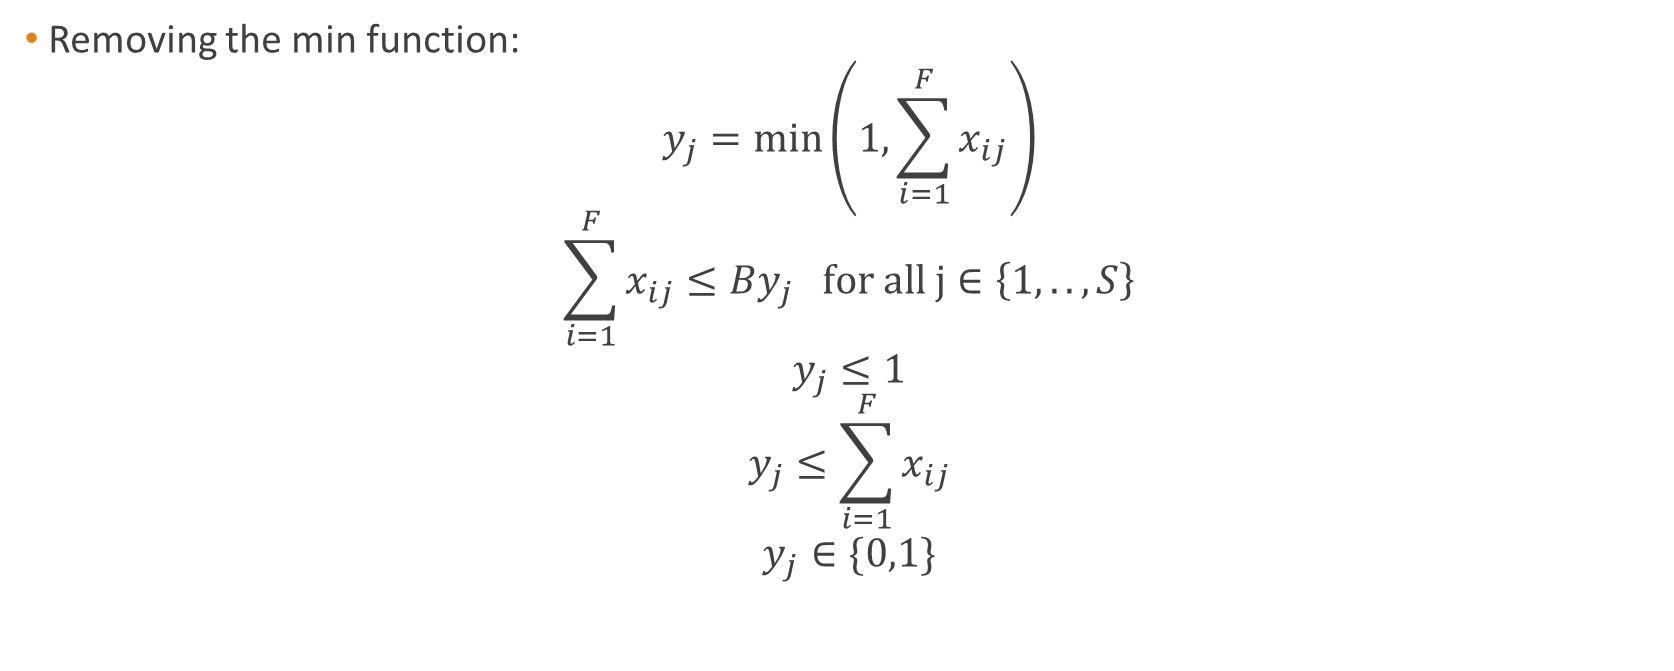 • Removing the min function:
y_j = min(1, ∑_{i=1}^{F} x_{ij})
∑_{i=1}^{F} x_{ij} ≤ By_j for all j ∈ {1,..,S}
y_j ≤ 1
y_j ≤ ∑_{i=1}^{F} x_{ij}
y_j ∈ {0,1}